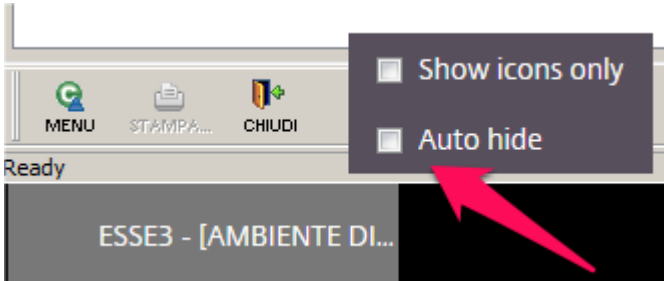 Show icons only
Auto hide
MENU
STAMPA...
CHIUDI
Ready
ESSE3 - [AMBIENTE DI...